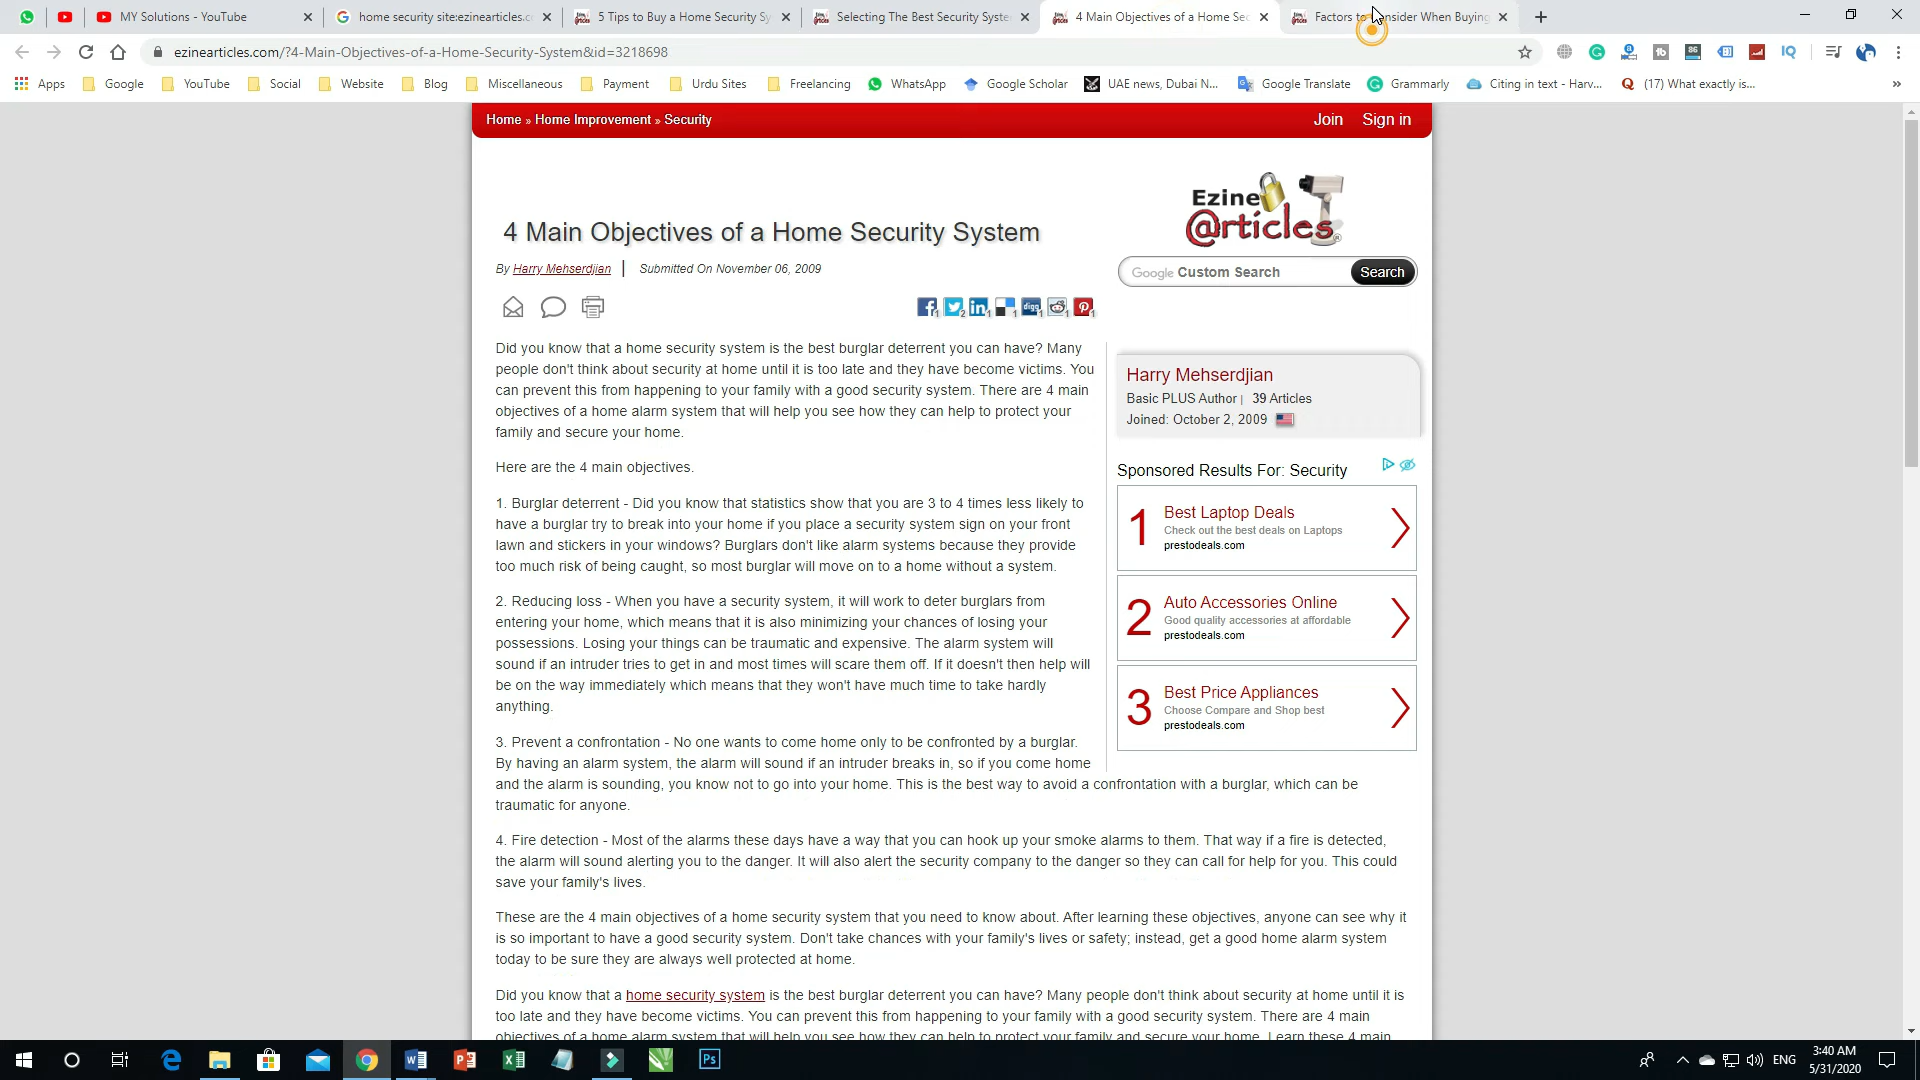 MY Solutions - YouTube
home security site:ezinearticles.c
5 Tips to Buy a Home Security Sy
Selecting The Best Security Syste
4 Main Objectives of a Home Sec
Factors to Consider When Buying
ezinearticles.com/?4-Main-Objectives-of-a-Home-Security-System&id=3218698
Apps Google YouTube Social Website Blog Miscellaneous Payment Urdu Sites Freelancing WhatsApp Google Scholar UAE news, Dubai N... Google Translate Grammarly Citing in text - Harv... (17) What exactly is... »
Home » Home Improvement » Security
Join Sign in
Ezine
@rticles
4 Main Objectives of a Home Security System
By Harry Mehserdjian | Submitted On November 06, 2009
Google Custom Search
Search
Did you know that a home security system is the best burglar deterrent you can have? Many
people don't think about security at home until it is too late and they have become victims. You
can prevent this from happening to your family with a good security system. There are 4 main
objectives of a home alarm system that will help you see how they can help to protect your
family and secure your home.
Here are the 4 main objectives.
1. Burglar deterrent - Did you know that statistics show that you are 3 to 4 times less likely to
have a burglar try to break into your home if you place a security system sign on your front
lawn and stickers in your windows? Burglars don't like alarm systems because they provide
too much risk of being caught, so most burglar will move on to a home without a system.
2. Reducing loss - When you have a security system, it will work to deter burglars from
entering your home, which means that it is also minimizing your chances of losing your
possessions. Losing your things can be traumatic and expensive. The alarm system will
sound if an intruder tries to get in and most times will scare them off. If it doesn't then help will
be on the way immediately which means that they won't have much time to take hardly
anything.
3. Prevent a confrontation - No one wants to come home only to be confronted by a burglar.
By having an alarm system, the alarm will sound if an intruder breaks in, so if you come home
and the alarm is sounding, you know not to go into your home. This is the best way to avoid a confrontation with a burglar, which can be
traumatic for anyone.
4. Fire detection - Most of the alarms these days have a way that you can hook up your smoke alarms to them. That way if a fire is detected,
the alarm will sound alerting you to the danger. It will also alert the security company to the danger so they can call for help for you. This could
save your family's lives.
These are the 4 main objectives of a home security system that you need to know about. After learning these objectives, anyone can see why it
is so important to have a good security system. Don't take chances with your family's lives or safety; instead, get a good home alarm system
today to be sure they are always well protected at home.
Did you know that a home security system is the best burglar deterrent you can have? Many people don't think about security at home until it is
too late and they have become victims. You can prevent this from happening to your family with a good security system. There are 4 main
objectives of a home alarm system that will help you see how they can help to protect your family and secure your home. Learn these 4 main
Harry Mehserdjian
Basic PLUS Author | 39 Articles
Joined: October 2, 2009
Sponsored Results For: Security
1 Best Laptop Deals
Check out the best deals on Laptops
prestodeals.com
2 Auto Accessories Online
Good quality accessories at affordable
prestodeals.com
3 Best Price Appliances
Choose Compare and Shop best
prestodeals.com
ENG
3:40 AM
5/31/2020